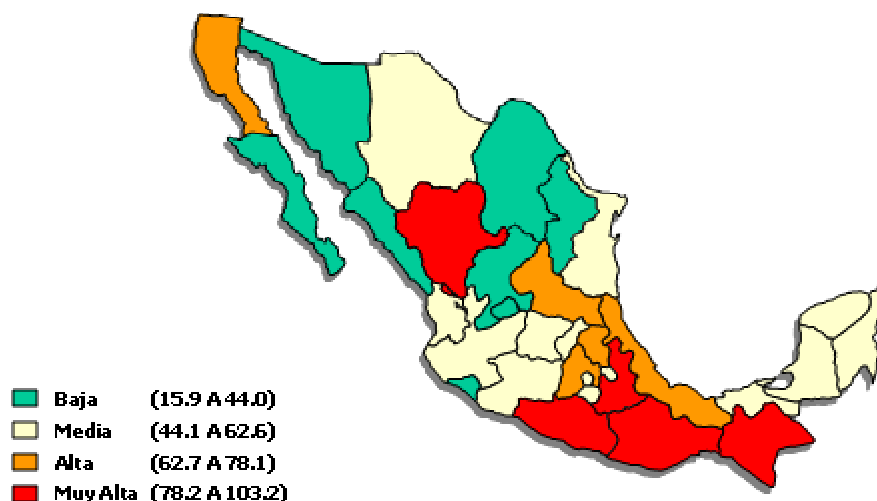 Baja (15.9 A 44.0)
Media (44.1 A 62.6)
Alta (62.7 A 78.1)
Muy Alta (78.2 A 103.2)